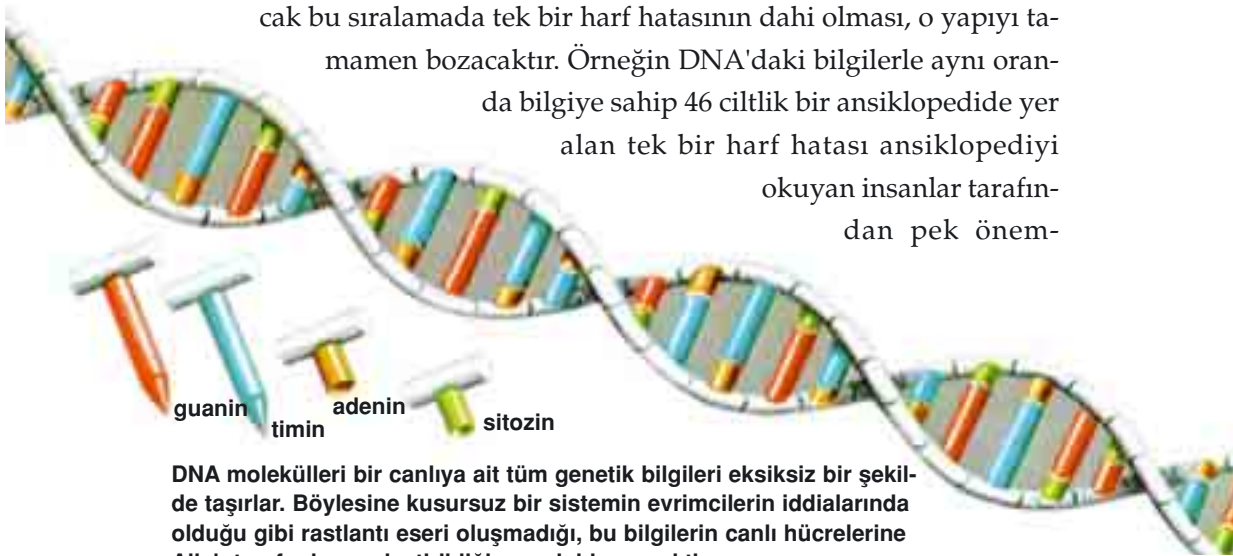 cak bu sıralamada tek bir harf hatasının dahi olması, o yapıyı ta-
mamen bozacaktır. Örneğin DNA'daki bilgilerle aynı oran-
da bilgiye sahip 46 ciltlik bir ansiklopedide yer
alan tek bir harf hatası ansiklopediyi
okuyan insanlar tarafın-
dan pek önem-
guanin
timin
adenin
sitozin
DNA molekülleri bir canlıya ait tüm genetik bilgileri eksiksiz bir şekil-
de taşırlar. Böylesine kusursuz bir sistemin evrimcilerin iddialarında
olduğu gibi rastlantı eseri oluşmadığı, bu bilgilerin canlı hücrelerine